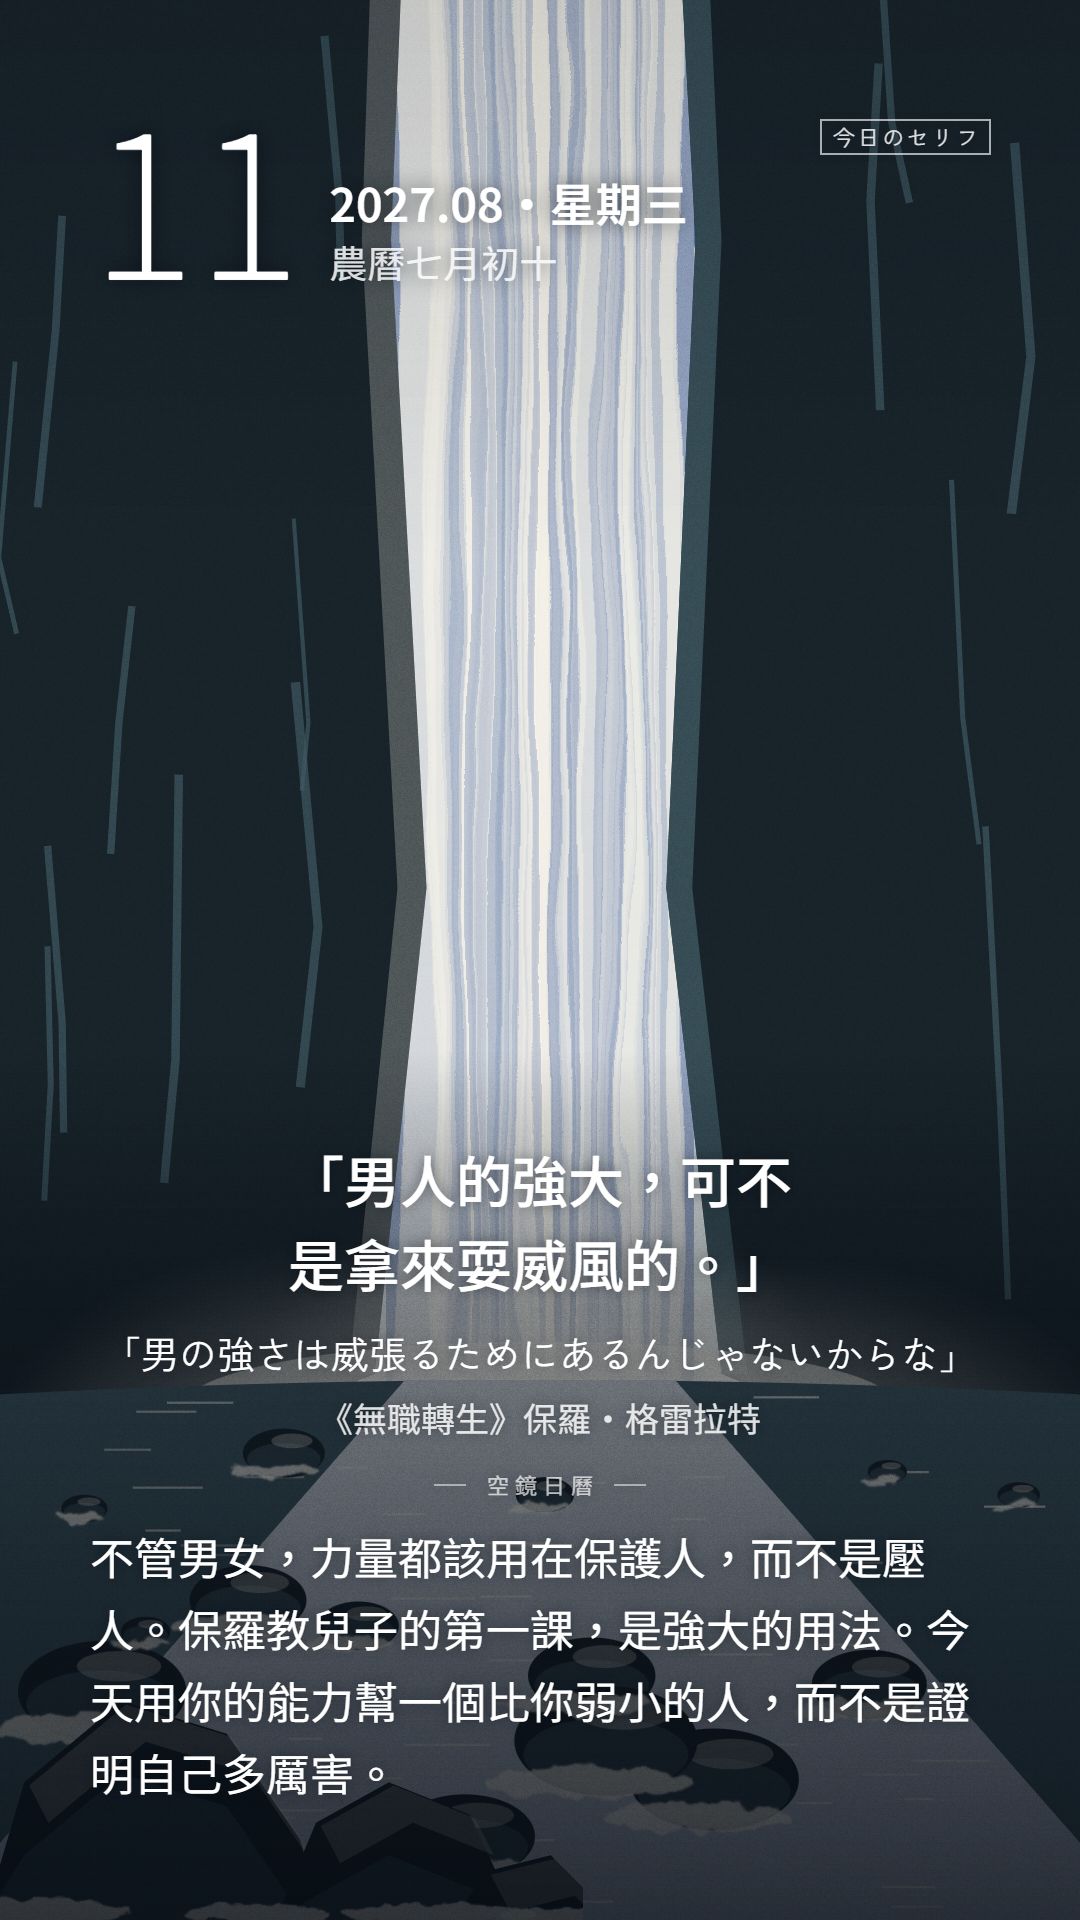 11
今日のセリフ
2027.08・星期三
農曆七月初十
「男人的強大，可不
是拿來耍威風的。」
「男の強さは威張るためにあるんじゃないからな」
《無職轉生》保羅・格雷拉特
空鏡日曆
不管男女，力量都該用在保護人，而不是壓
人。保羅教兒子的第一課，是強大的用法。今
天用你的能力幫一個比你弱小的人，而不是證
明自己多厲害。